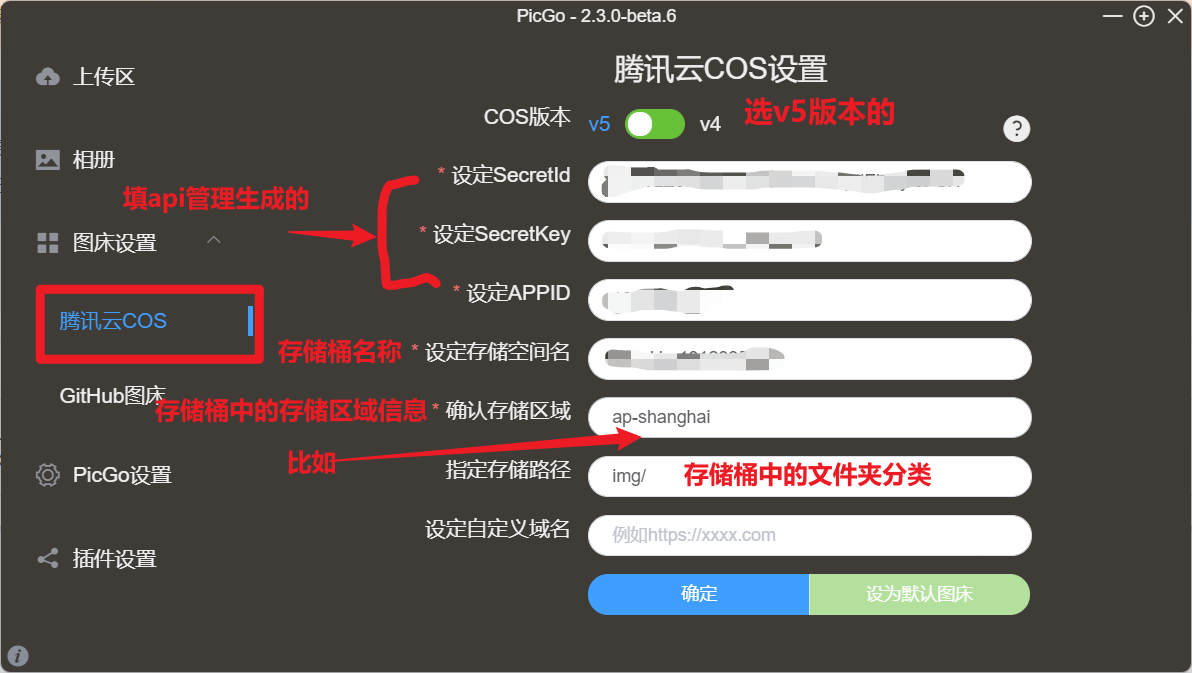 PicGo - 2.3.0-beta.6
上传区
相册
图床设置
腾讯云COS
GitHub图床
PicGo设置
插件设置
腾讯云COS设置
COS版本 v5 v4 选v5版本的
?
填api管理生成的
* 设定SecretId
* 设定SecretKey
* 设定APPID
存储桶名称 * 设定存储空间名
存储桶中的存储区域信息 * 确认存储区域 ap-shanghai
比如
指定存储路径 img/ 存储桶中的文件夹分类
设定自定义域名 例如https://xxxx.com
确定 设为默认图床
i